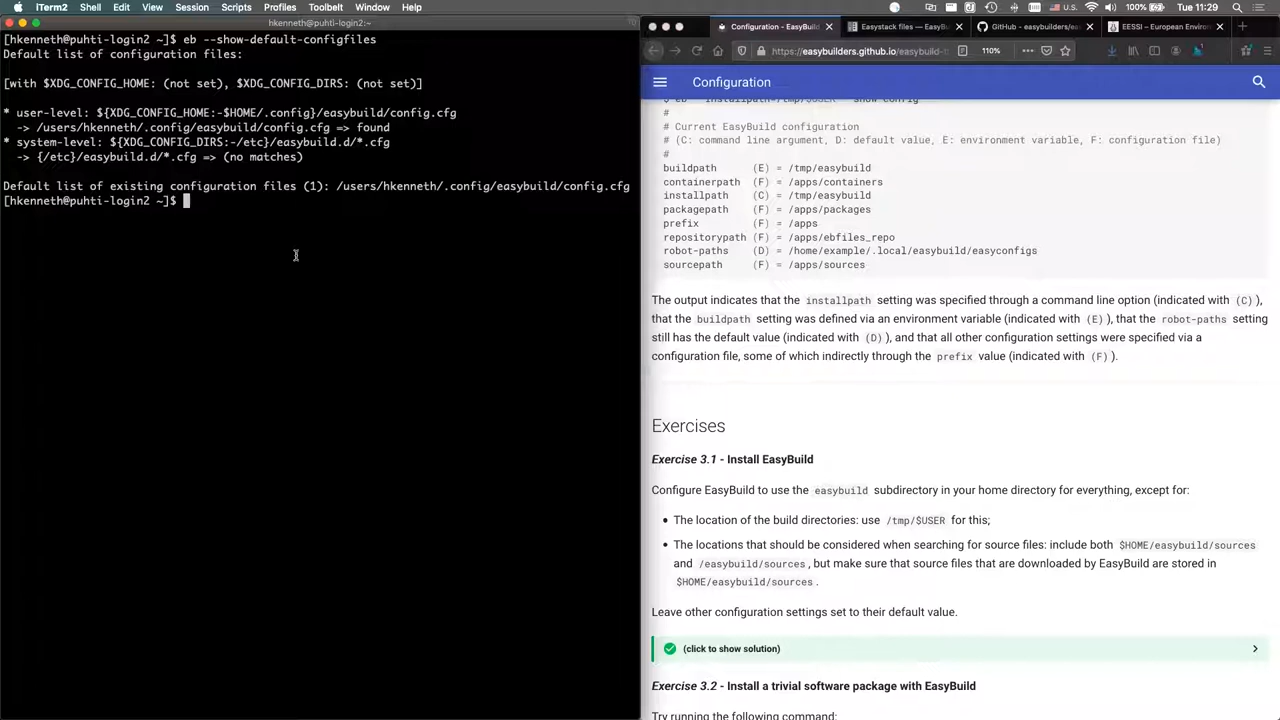 iTerm2 Shell Edit View Session Scripts Profiles Toolbelt Window Help
U.S. 100% Tue 11:29
hkenneth@puhti-login2:~
[hkenneth@puhti-login2 ~]$ eb --show-default-configfiles
Default list of configuration files:
[with $XDG_CONFIG_HOME: (not set), $XDG_CONFIG_DIRS: (not set)]
* user-level: ${XDG_CONFIG_HOME:-$HOME/.config}/easybuild/config.cfg
-> /users/hkenneth/.config/easybuild/config.cfg => found
* system-level: ${XDG_CONFIG_DIRS:-/etc}/easybuild.d/*.cfg
-> {/etc}/easybuild.d/*.cfg => (no matches)
Default list of existing configuration files (1): /users/hkenneth/.config/easybuild/config.cfg
[hkenneth@puhti-login2 ~]$
Configuration - EasyBuild
Easystack files — EasyBu
GitHub - easybuilders/ea
EESSI – European Environ
https://easybuilders.github.io/easybuild-
110%
Configuration
# Current EasyBuild configuration
# (C: command line argument, D: default value, E: environment variable, F: configuration file)
#
buildpath (E) = /tmp/easybuild
containerpath (F) = /apps/containers
installpath (C) = /tmp/easybuild
packagepath (F) = /apps/packages
prefix (F) = /apps
repositorypath (F) = /apps/ebfiles_repo
robot-paths (D) = /home/example/.local/easybuild/easyconfigs
sourcepath (F) = /apps/sources
The output indicates that the installpath setting was specified through a command line option (indicated with (C) ),
that the buildpath setting was defined via an environment variable (indicated with (E) ), that the robot-paths setting
still has the default value (indicated with (D) ), and that all other configuration settings were specified via a
configuration file, some of which indirectly through the prefix value (indicated with (F) ).
Exercises
Exercise 3.1 - Install EasyBuild
Configure EasyBuild to use the easybuild subdirectory in your home directory for everything, except for:
• The location of the build directories: use /tmp/$USER for this;
• The locations that should be considered when searching for source files: include both $HOME/easybuild/sources
and /easybuild/sources , but make sure that source files that are downloaded by EasyBuild are stored in
$HOME/easybuild/sources .
Leave other configuration settings set to their default value.
(click to show solution)
Exercise 3.2 - Install a trivial software package with EasyBuild
Try running the following command: